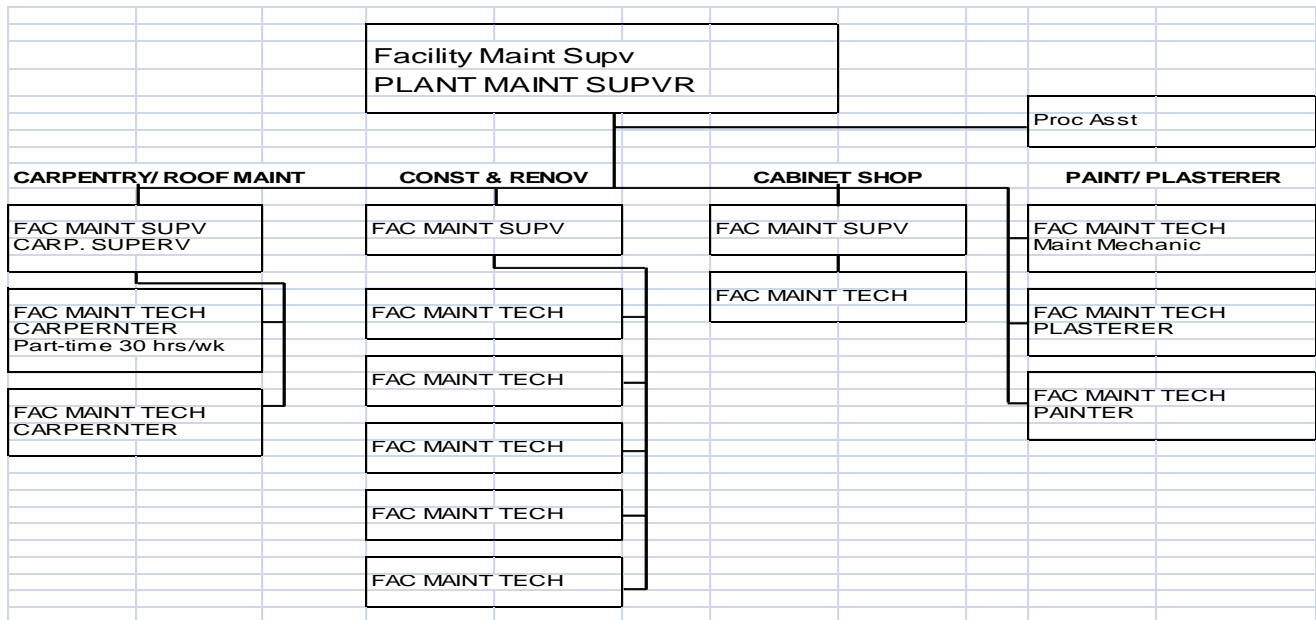 Facility Maint Supv
PLANT MAINT SUPVR
Proc Asst
CARPENTRY/ ROOF MAINT
CONST & RENOV
CABINET SHOP
PAINT/ PLASTERER
FAC MAINT SUPV
CARP. SUPERV
FAC MAINT TECH
CARPERNTER
Part-time 30 hrs/wk
FAC MAINT TECH
CARPERNTER
FAC MAINT SUPV
FAC MAINT TECH
FAC MAINT TECH
FAC MAINT TECH
FAC MAINT TECH
FAC MAINT TECH
FAC MAINT SUPV
FAC MAINT TECH
FAC MAINT TECH
Maint Mechanic
FAC MAINT TECH
PLASTERER
FAC MAINT TECH
PAINTER